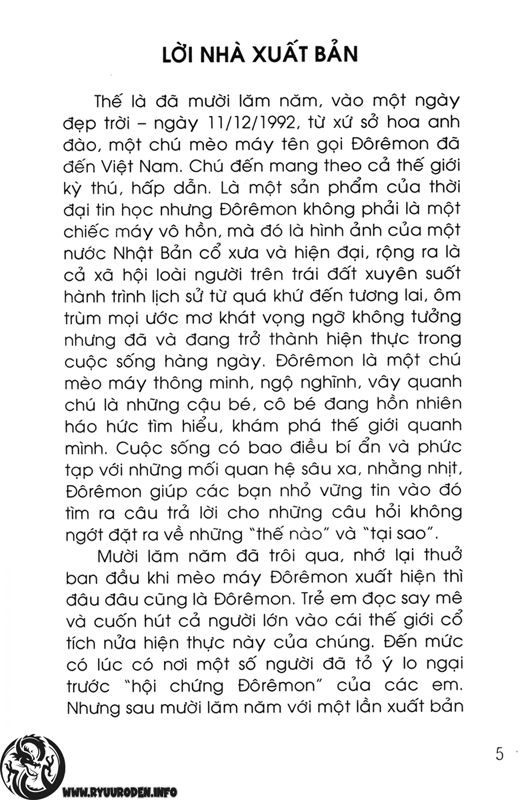 LỜI NHÀ XUẤT BẢN
Thế là đã mười lăm năm, vào một ngày
đẹp trời – ngày 11/12/1992, từ xứ sở hoa anh
đào, một chú mèo máy tên gọi Đôrêmon đã
đến Việt Nam. Chú đến mang theo cả thế giới
kỳ thú, hấp dẫn. Là một sản phẩm của thời
đại tin học nhưng Đôrêmon không phải là một
chiếc máy vô hồn, mà đó là hình ảnh của một
nước Nhật Bản cổ xưa và hiện đại, rộng ra là
cả xã hội loài người trên trái đất xuyên suốt
hành trình lịch sử từ quá khứ đến tương lai, ôm
trùm mọi ước mơ khát vọng ngỡ không tưởng
nhưng đã và đang trở thành hiện thực trong
cuộc sống hàng ngày. Đôrêmon là một chú
mèo máy thông minh, ngộ nghĩnh, vây quanh
chú là những cậu bé, cô bé đang hồn nhiên
háo hức tìm hiểu, khám phá thế giới quanh
mình. Cuộc sống có bao điều bí ẩn và phức
tạp với những mối quan hệ sâu xa, nhằng nhịt,
Đôrêmon giúp các bạn nhỏ vững tin vào đó
tìm ra câu trả lời cho những câu hỏi không
ngớt đặt ra về những "thế nào" và "tại sao".
Mười lăm năm đã trôi qua, nhớ lại thuở
ban đầu khi mèo máy Đôrêmon xuất hiện thì
đâu đâu cũng là Đôrêmon. Trẻ em đọc say mê
và cuốn hút cả người lớn vào cái thế giới cổ
tích nửa hiện thực này của chúng. Đến mức
có lúc có nơi một số người đã tỏ ý lo ngại
trước "hội chứng Đôrêmon" của các em.
Nhưng sau mười lăm năm với một lần xuất bản
5
WWW.RYUURODEN.INFO